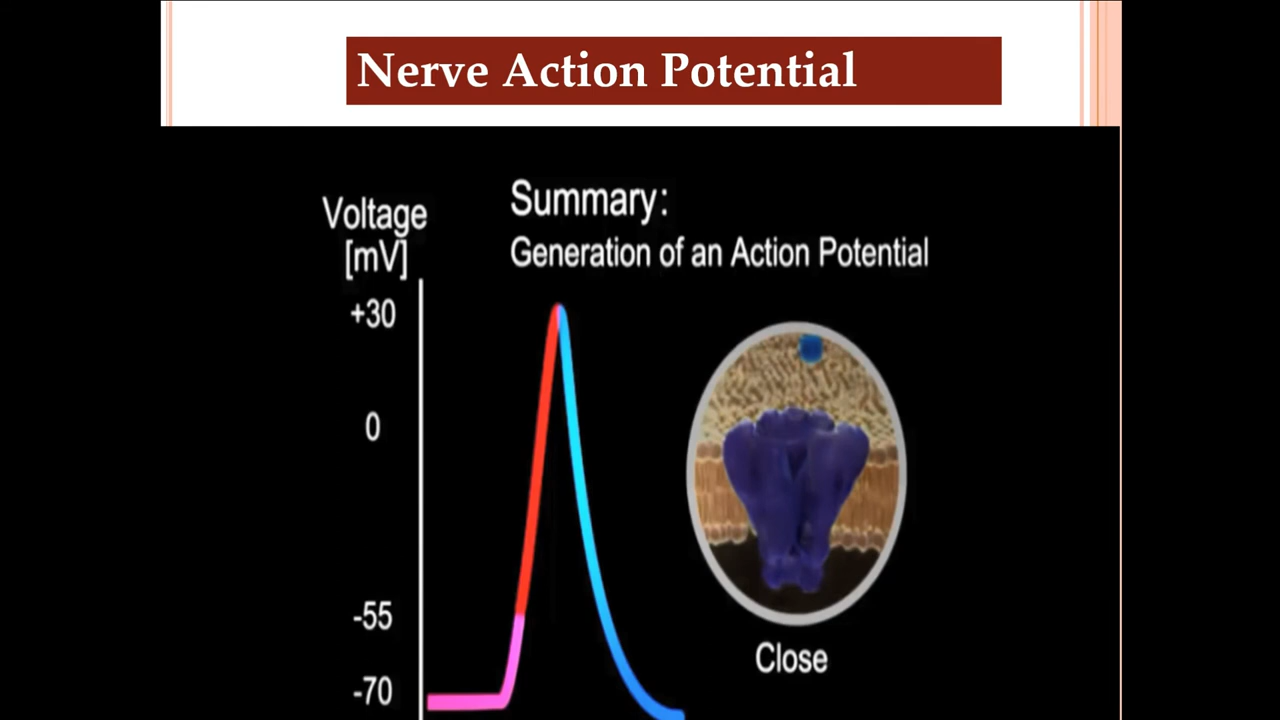 Nerve Action Potential
Summary:
Generation of an Action Potential
Voltage
[mV]
+30
0
-55
-70
Close